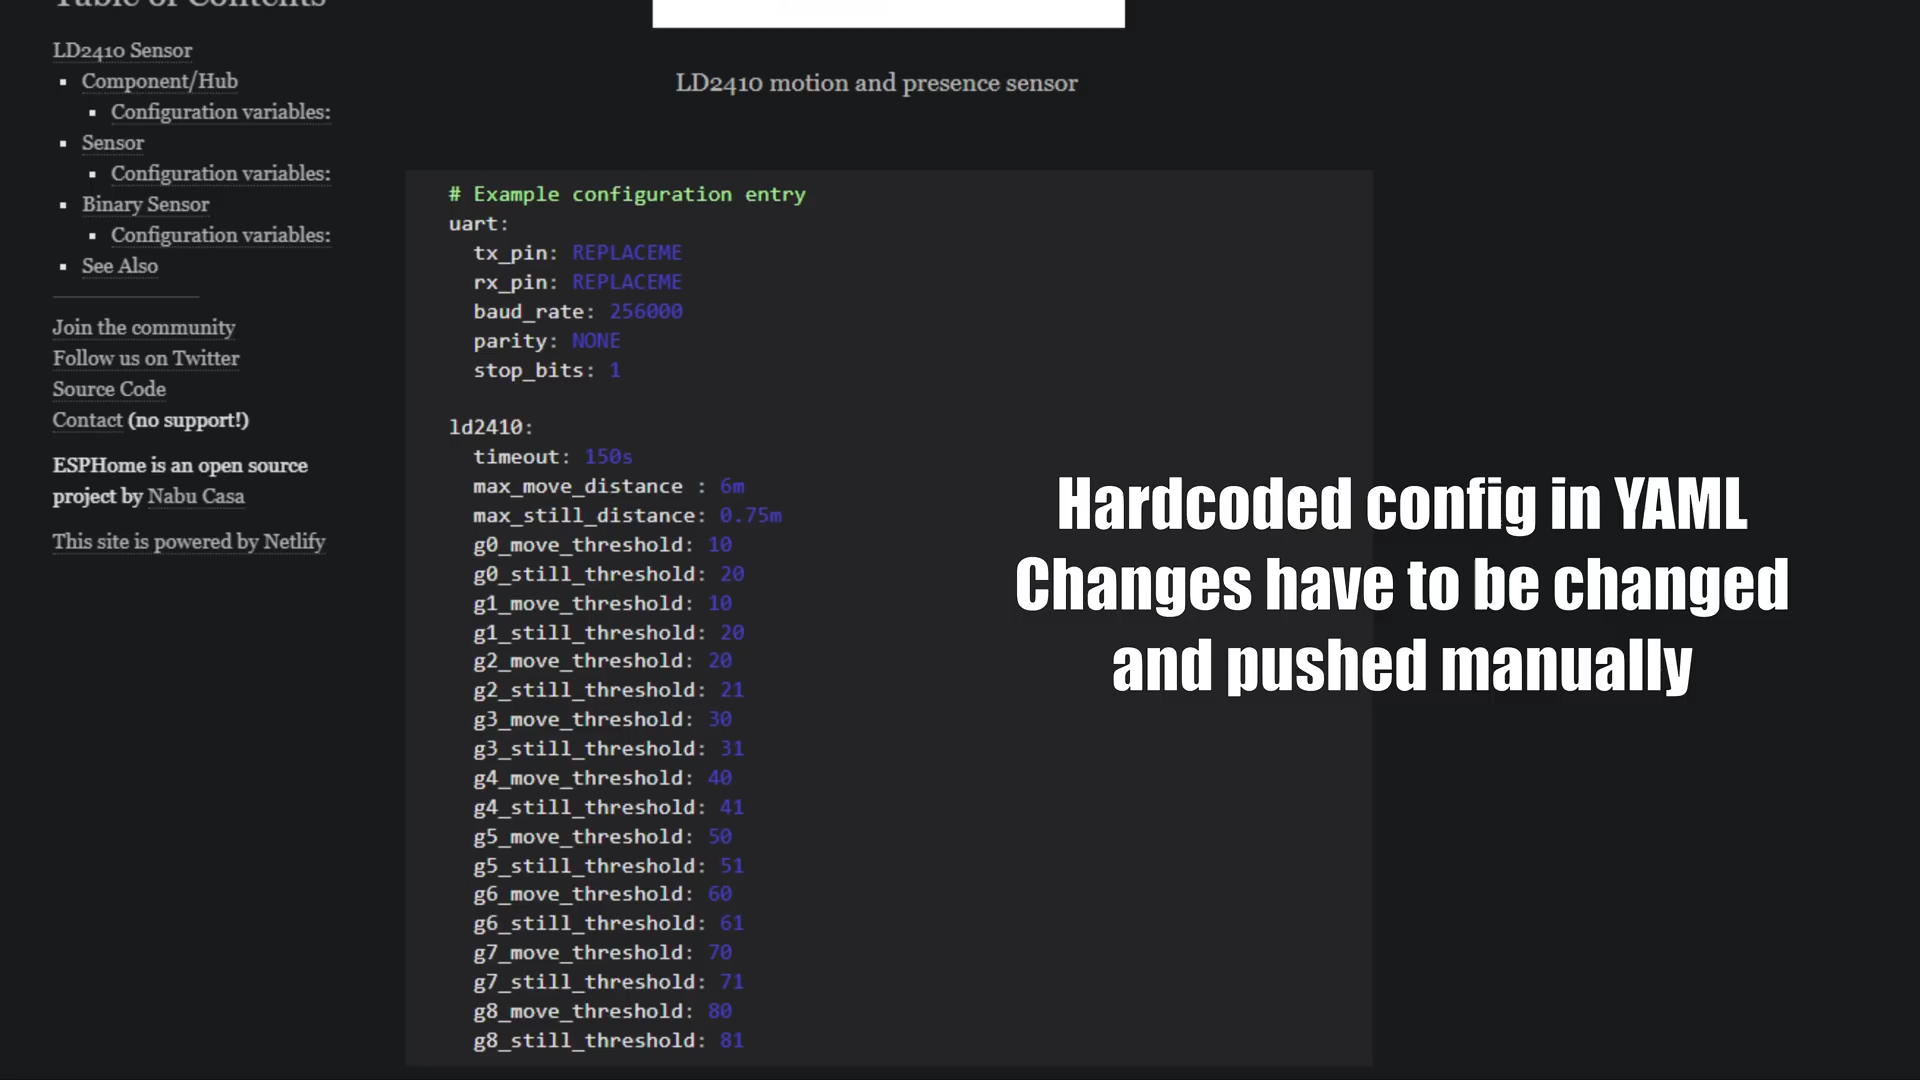 Table of Contents
LD2410 Sensor
Component/Hub
Configuration variables:
Sensor
Configuration variables:
Binary Sensor
Configuration variables:
See Also
Join the community
Follow us on Twitter
Source Code
Contact (no support!)
ESPHome is an open source
project by Nabu Casa
This site is powered by Netlify
LD2410 motion and presence sensor
# Example configuration entry
uart:
tx_pin: REPLACEME
rx_pin: REPLACEME
baud_rate: 256000
parity: NONE
stop_bits: 1
ld2410:
timeout: 150s
max_move_distance : 6m
max_still_distance: 0.75m
g0_move_threshold: 10
g0_still_threshold: 20
g1_move_threshold: 10
g1_still_threshold: 20
g2_move_threshold: 20
g2_still_threshold: 21
g3_move_threshold: 30
g3_still_threshold: 31
g4_move_threshold: 40
g4_still_threshold: 41
g5_move_threshold: 50
g5_still_threshold: 51
g6_move_threshold: 60
g6_still_threshold: 61
g7_move_threshold: 70
g7_still_threshold: 71
g8_move_threshold: 80
g8_still_threshold: 81
Hardcoded config in YAML
Changes have to be changed
and pushed manually